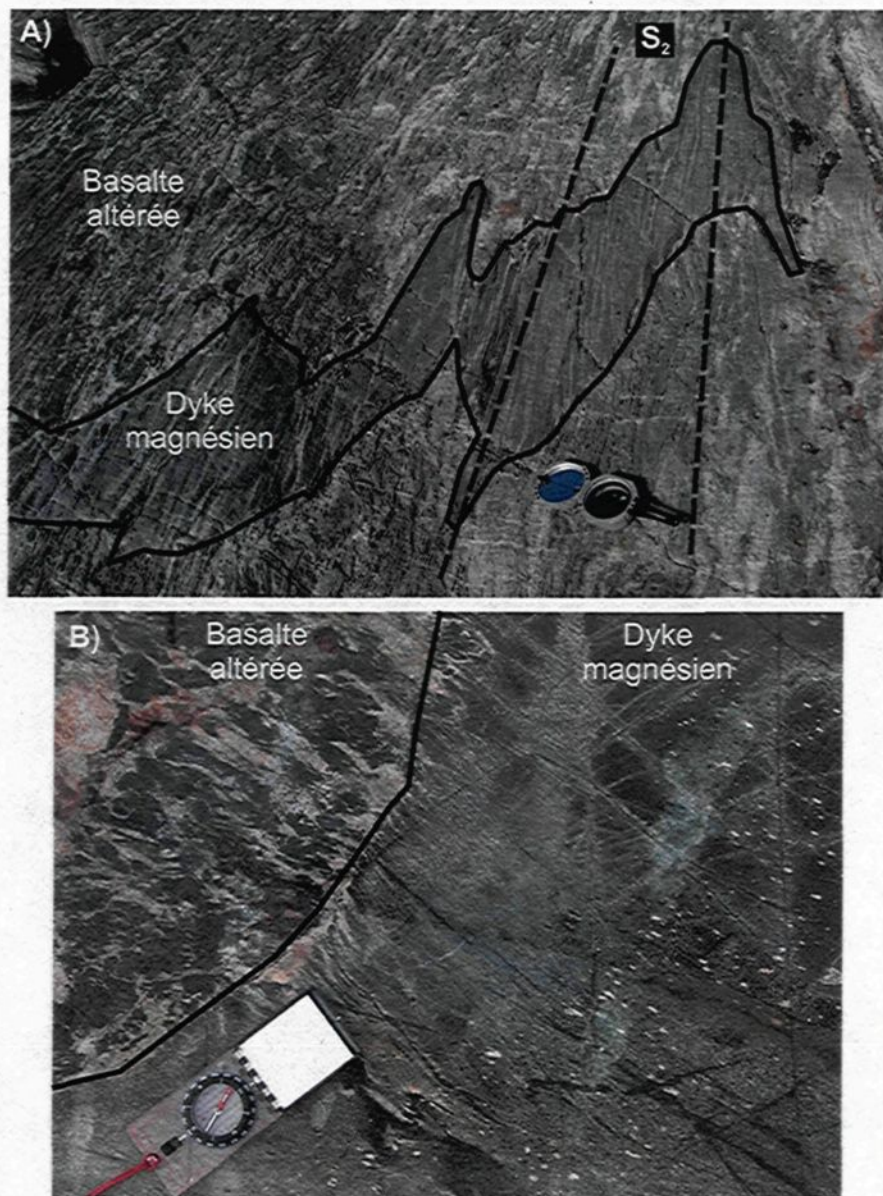 A)
S2
Basalte
altérée
Dyke
magnésien
B)
Basalte
altérée
Dyke
magnésien